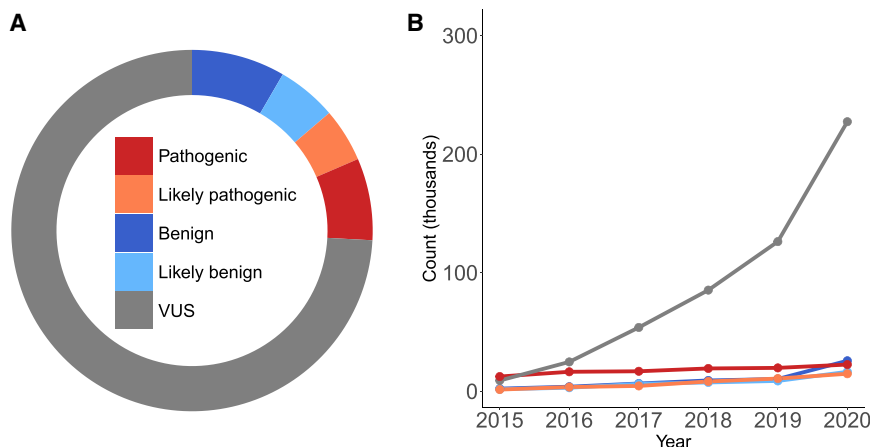 A
Pathogenic
Likely pathogenic
Benign
Likely benign
VUS
B
Count (thousands)
300
200
100
0
2015 2016 2017 2018 2019 2020
Year